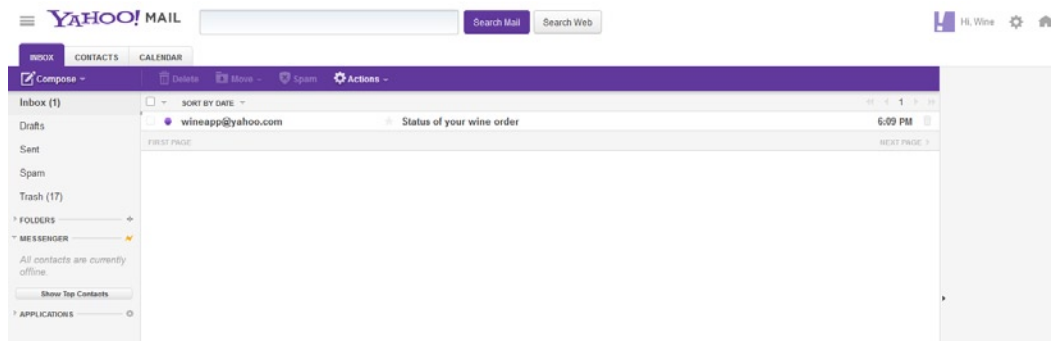 YAHOO! MAIL
Search Mail
Search Web
Hi, Wine
INBOX
CONTACTS
CALENDAR
Compose
Delete
Move
Spam
Actions
Inbox (1)
SORT BY DATE
1
Drafts
wineapp@yahoo.com
Status of your wine order
6:09 PM
Sent
FIRST PAGE
NEXT PAGE
Spam
Trash (17)
FOLDERS
MESSENGER
All contacts are currently
offline.
Show Top Contacts
APPLICATIONS